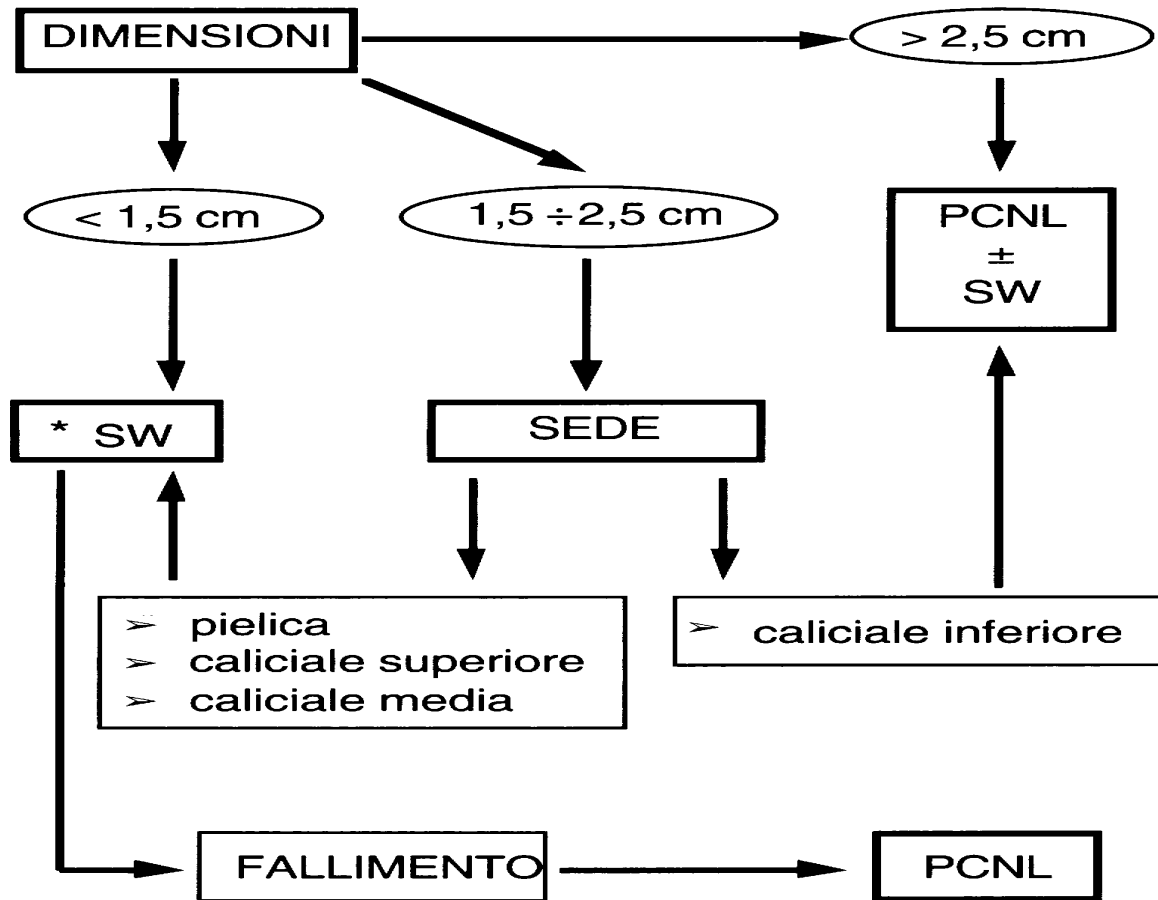 DIMENSIONI
> 2,5 cm
< 1,5 cm
1,5 ÷2,5 cm
PCNL
±
SW
* SW
SEDE
➢ pielica
➢ caliciale superiore
➢ caliciale media
➢ caliciale inferiore
FALLIMENTO
PCNL